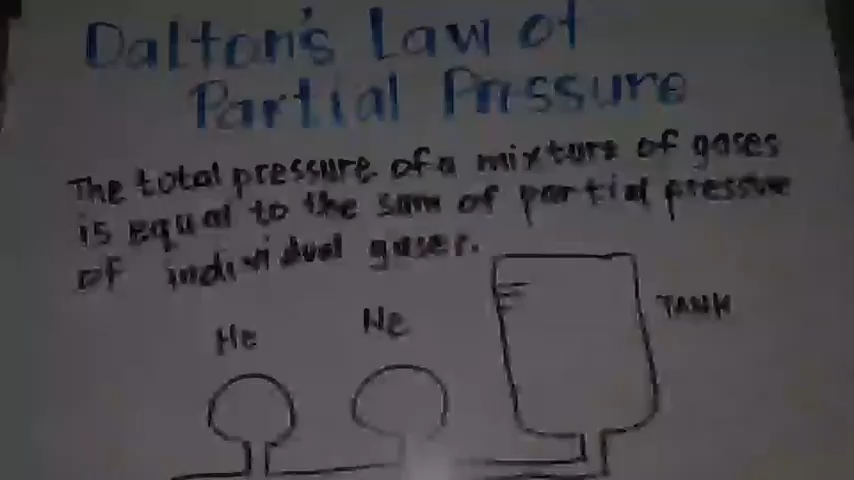 Dalton's Law of
Partial Pressure
The total pressure of a mixture of gases
is equal to the sum of partial pressure
of individual gases.
He
Ne
TANK